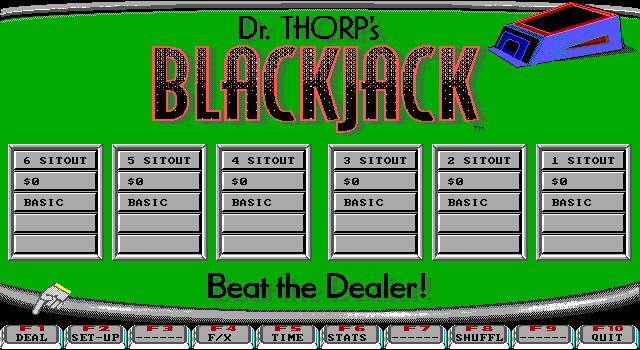 Dr. THORP's
BLACKJACK™
6 SITOUT 5 SITOUT 4 SITOUT 3 SITOUT 2 SITOUT 1 SITOUT
$0 $0 $0 $0 $0 $0
BASIC BASIC BASIC BASIC BASIC BASIC
Beat the Dealer!
F1 F2 F3 F4 F5 F6 F7 F8 F9 F10
DEAL SET-UP ----- F/X TIME STATS ----- SHUFFL ----- QUIT